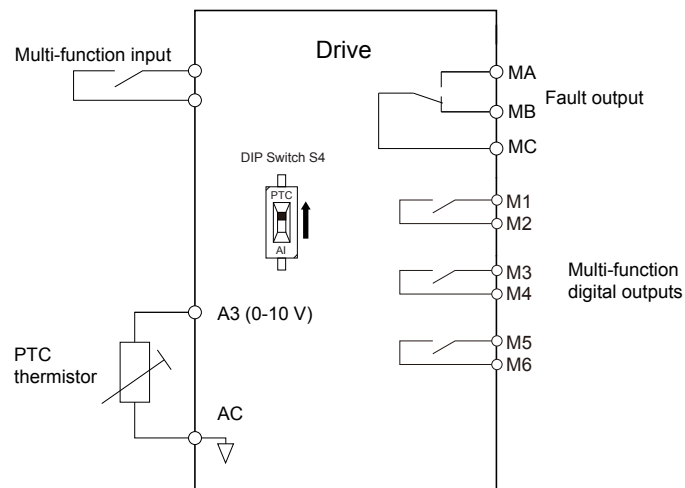 Drive
Multi-function input
MA
Fault output
MB
MC
DIP Switch S4
PTC
AI
M1
M2
M3
Multi-function
digital outputs
M4
A3 (0-10 V)
M5
M6
PTC
thermistor
AC